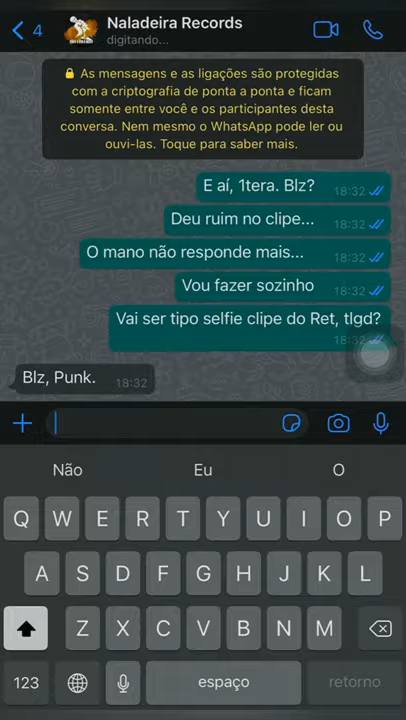 4
Naladeira Records
digitando...
As mensagens e as ligações são protegidas
com a criptografia de ponta a ponta e ficam
somente entre você e os participantes desta
conversa. Nem mesmo o WhatsApp pode ler ou
ouvi-las. Toque para saber mais.
E aí, 1tera. Blz?
18:32
Deu ruim no clipe...
18:32
O mano não responde mais...
18:32
Vou fazer sozinho
18:32
Vai ser tipo selfie clipe do Ret, tlgd?
18:32
Blz, Punk.
18:32
Não Eu O
Q W E R T Y U I O P
A S D F G H J K L
Z X C V B N M
123 espaço retorno